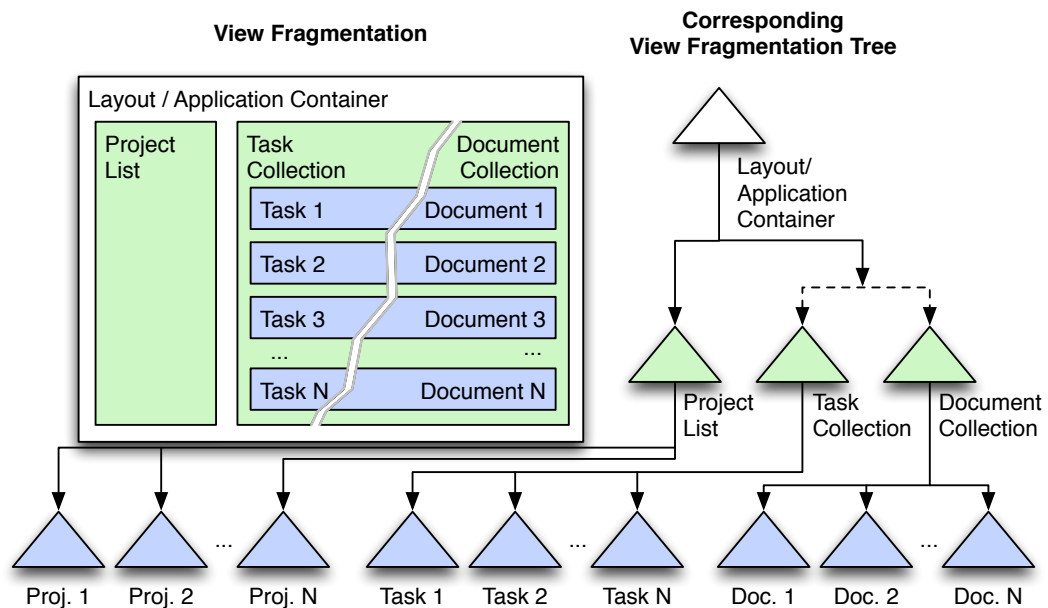 View Fragmentation
Corresponding
View Fragmentation Tree
Layout / Application Container
Project
List
Task
Collection
Document
Collection
Task 1
Document 1
Task 2
Document 2
Task 3
Document 3
...
...
Task N
Document N
Layout/
Application
Container
Project
List
Task
Collection
Document
Collection
...
...
...
Proj. 1
Proj. 2
Proj. N
Task 1
Task 2
Task N
Doc. 1
Doc. 2
Doc. N